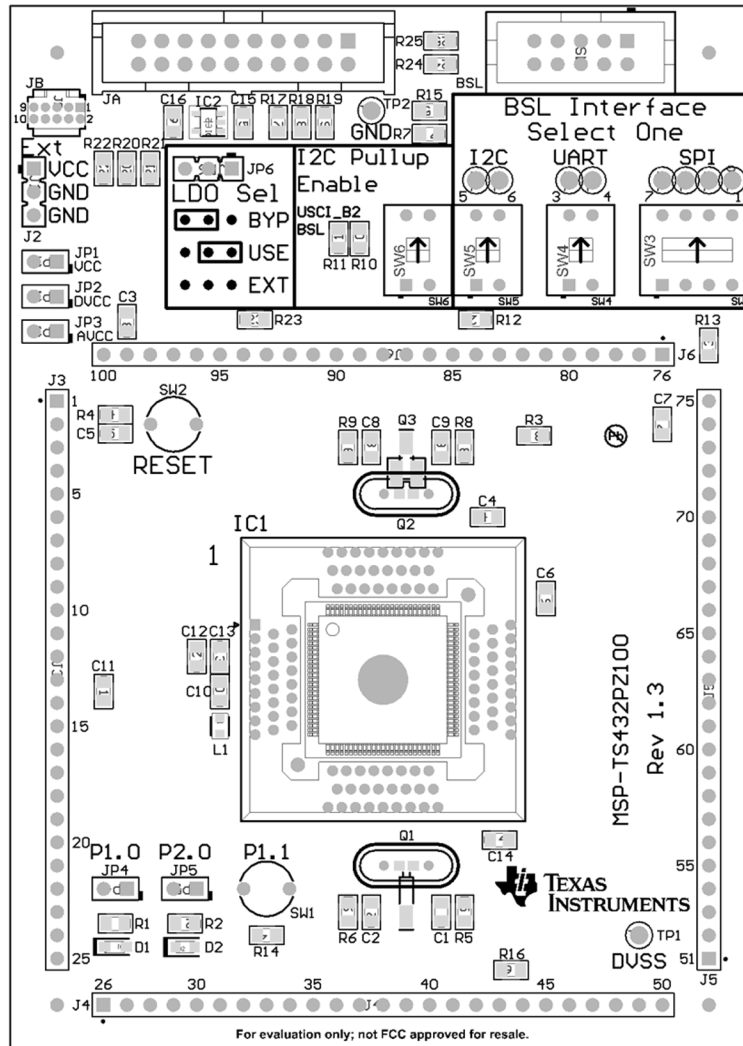 R25
R24
JB
JA
BSL
C16 IC2 C15 R17 R18 R19
TP2
GND
R15
R7
BSL Interface
Select One
9 1
10 2
Ext
VCC
GND
GND
J2
R22 R20 R21
JP6
LDO Sel
BYP
USE
EXT
I2C Pullup
Enable
USCI_B2
BSL
R11 R10
I2C UART SPI
5 6 3 4 7 1
SW6 SW5 SW4 SW3
SW6 SW5 SW4
JP1
VCC
JP2
DVCC
JP3
AVCC
C3
R23
R12
R13
J6
100 95 90 85 80 76
J3
1
R4
C5
SW2
RESET
R9 C8 Q3 C9 R8
R3
Pb
C7
75
5
Q2
C4
70
IC1
1
C6
10
65
C12 C13
C11
C10
L1
15
60
MSP-TS432PZ100
Rev 1.3
J5
20
55
P1.0 P2.0 P1.1
JP4 JP5
Q1
C14
TEXAS
INSTRUMENTS
R1 R2
SW1
D1 D2
R14
R6 C2 C1 R5
TP1
DVSS
25
R16
51
J5
J4 26 30 35 40 45 50
For evaluation only; not FCC approved for resale.